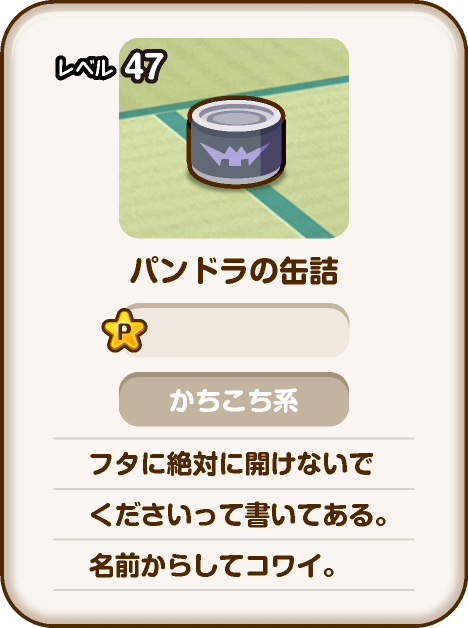 レベル 47
パンドラの缶詰
P
かちこち系
フタに絶対に開けないで
くださいって書いてある。
名前からしてコワイ。